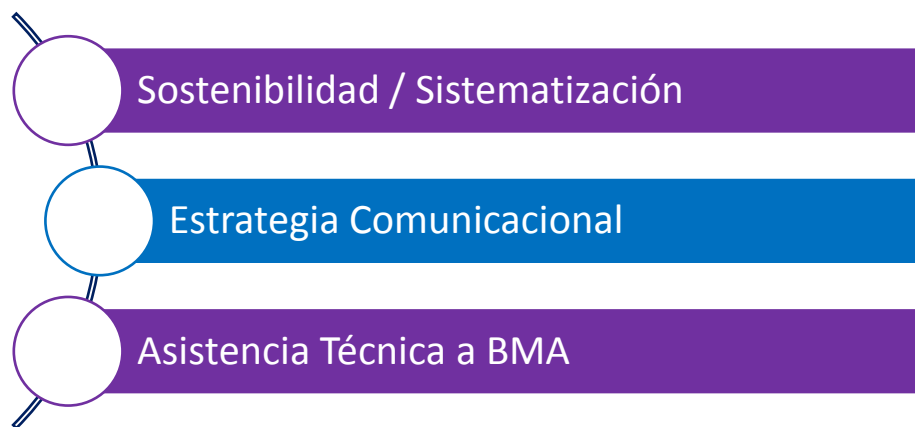 Sostenibilidad / Sistematización
Estrategia Comunicacional
Asistencia Técnica a BMA